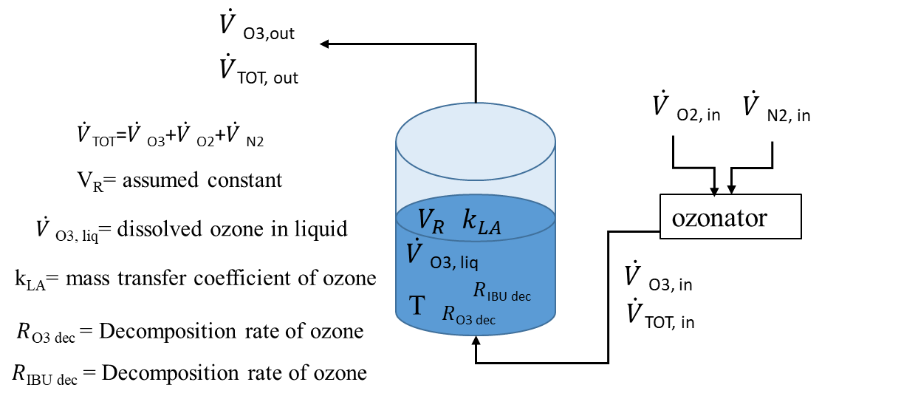 V̇ O3,out
V̇ TOT, out
V̇ O2, in V̇ N2, in
V̇ TOT=V̇ O3+V̇ O2+V̇ N2
VR= assumed constant
ozonator
VR kLA
V̇ O3, liq= dissolved ozone in liquid
V̇ O3, liq
kLA= mass transfer coefficient of ozone
V̇ O3, in
RIBU dec
T RO3 dec
V̇ TOT, in
RO3 dec = Decomposition rate of ozone
RIBU dec = Decomposition rate of ozone